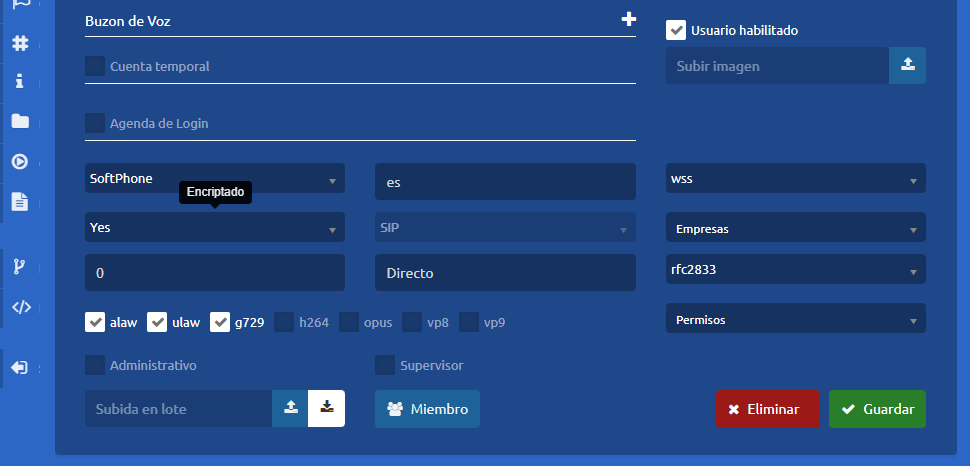 Buzon de Voz
Usuario habilitado
Cuenta temporal
Subir imagen
Agenda de Login
SoftPhone
es
wss
Encriptado
Yes
SIP
Empresas
0
Directo
rfc2833
alaw ulaw g729 h264 opus vp8 vp9
Permisos
Administrativo
Supervisor
Subida en lote
Miembro
Eliminar
Guardar